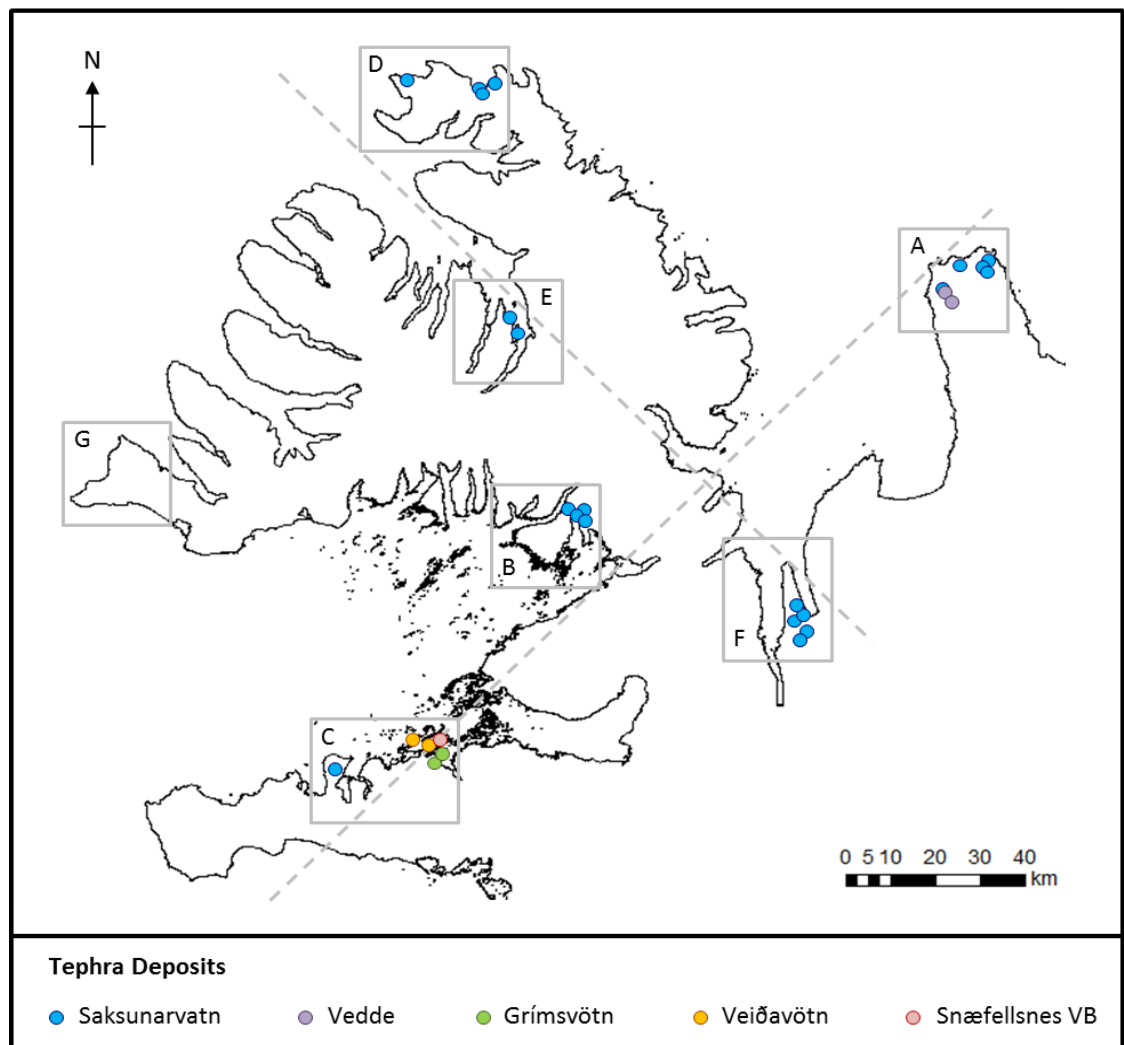 N
D
A
E
G
B
F
C
0 5 10 20 30 40
km
Tephra Deposits
Saksunarvatn Vedde Grímsvötn Veiðavötn Snæfellsnes VB